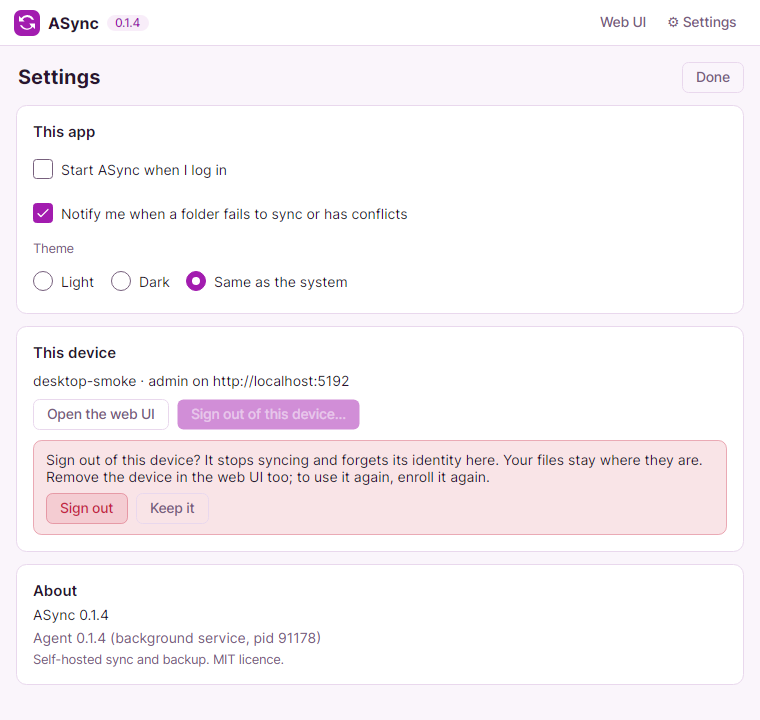 ASync 0.1.4
Web UI
⚙ Settings
Settings
Done
This app
Start ASync when I log in
Notify me when a folder fails to sync or has conflicts
Theme
Light
Dark
Same as the system
This device
desktop-smoke · admin on http://localhost:5192
Open the web UI
Sign out of this device…
Sign out of this device? It stops syncing and forgets its identity here. Your files stay where they are.
Remove the device in the web UI too; to use it again, enroll it again.
Sign out
Keep it
About
ASync 0.1.4
Agent 0.1.4 (background service, pid 91178)
Self-hosted sync and backup. MIT licence.